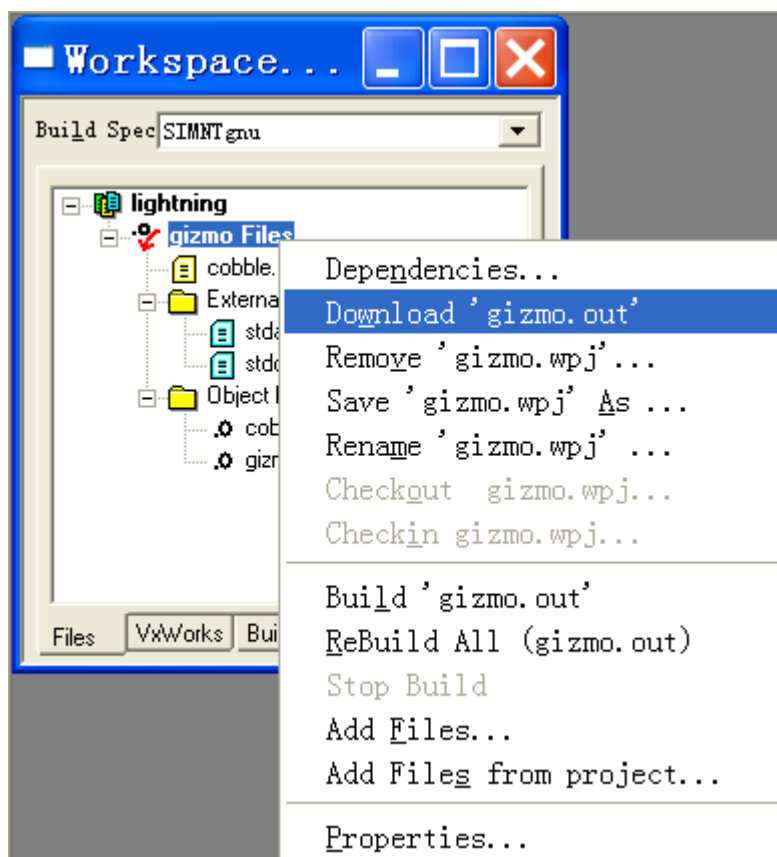 Workspace...
Build Spec SIMNTgnu
lightning
gizmo Files
cobble.
Externa
stda
stdc
Object
cob
gizm
Files VxWorks Bui
Dependencies...
Download 'gizmo.out'
Remove 'gizmo.wpj'...
Save 'gizmo.wpj' As ...
Rename 'gizmo.wpj' ...
Checkout gizmo.wpj...
Checkin gizmo.wpj...
Build 'gizmo.out'
ReBuild All (gizmo.out)
Stop Build
Add Files...
Add Files from project...
Properties...